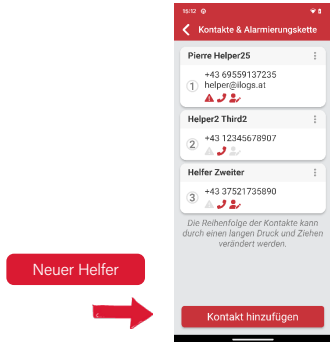 15:12
Kontakte & Alarmierungskette
Pierre Helper25
1
+43 69559137235
helper@ilogs.at
Helper2 Third2
2
+43 12345678907
Helfer Zweiter
3
+43 37521735890
Die Reihenfolge der Kontakte kann
durch einen langen Druck und Ziehen
verändert werden.
Neuer Helfer
Kontakt hinzufügen